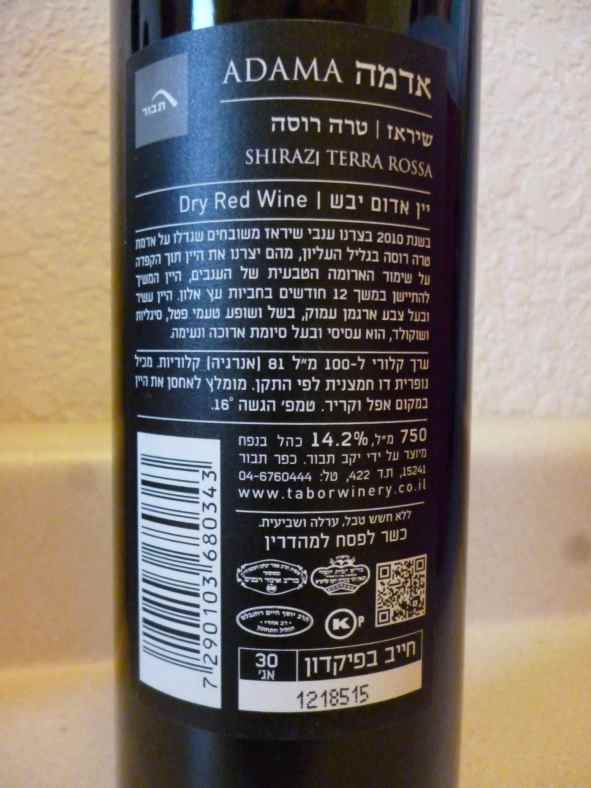 תבור
ADAMA אדמה
שיראז | טרה רוסה
SHIRAZ| TERRA ROSSA
Dry Red Wine | יין אדום יבש
בשנת 2010 בצרנו ענבי שיראז משובחים שגדלו על אדמת
טרה רוסה בגליל העליון, מהם יצרנו את היין תוך הקפדה
על שימור הארומה הטבעית של הענבים. היין המשיך
להתיישן במשך 12 חודשים בחביות עץ אלון. היין עשיר
ובעל צבע ארגמן עמוק, בשל ושופע טעמי פטל, סיגליות
ושוקולד, הוא עסיסי ובעל סיומת ארוכה ונעימה.
ערך קלורי ל-100 מ"ל 81 (אנרגיה) קלוריות. מכיל
גופרית דו חמצנית לפי התקן. מומלץ לאחסן את היין
במקום אפל וקריר. טמפ' הגשה 16°.
750 מ"ל, 14.2% כהל בנפח
מיוצר על ידי יקב תבור. כפר תבור
15241, ת.ד 422, טל: 04-6760444
www.taborwinery.co.il
ללא חשש טבל, ערלה ושביעית.
כשר לפסח למהדרין
K P
חייב בפיקדון
30 אג'
1218515
7 290103 680343